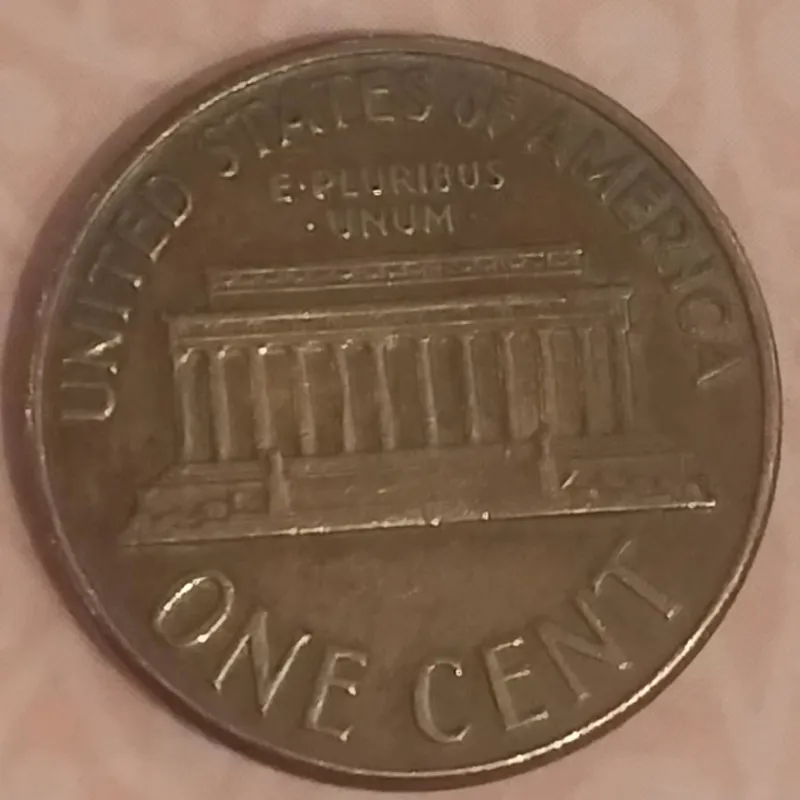 UNITED STATES OF AMERICA
E·PLURIBUS
·UNUM·
ONE CENT